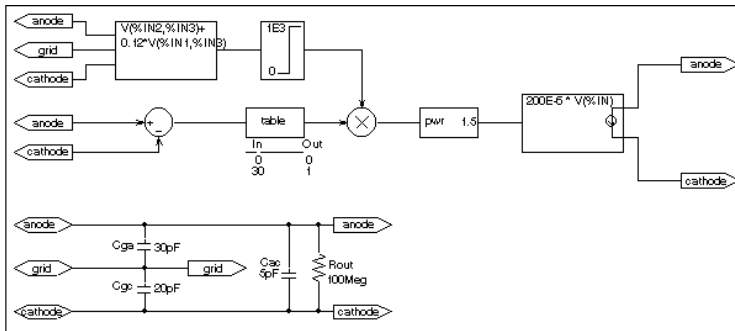 anode
grid
cathode
V(%IN2,%IN3)+
0.12*V(%IN1,%IN3)
1E3
0
anode
anode
cathode
+
-
table
In Out
0 0
30 1
pwr 1.5
200E-6 * V(%IN)
cathode
anode
anode
Cga 30pF
grid
grid
Cac
5pF
Rout
100Meg
Cgc 20pF
cathode
cathode